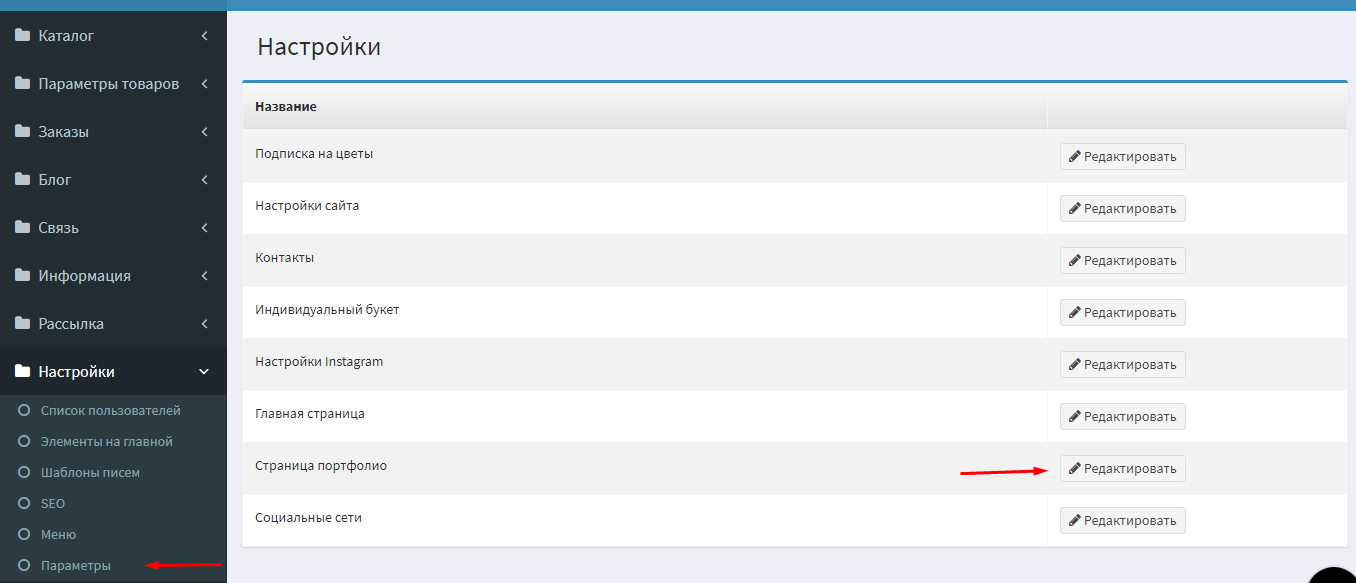 Каталог
Параметры товаров
Заказы
Блог
Связь
Информация
Рассылка
Настройки
Список пользователей
Элементы на главной
Шаблоны писем
SEO
Меню
Параметры
Настройки
Название
Подписка на цветы
Редактировать
Настройки сайта
Редактировать
Контакты
Редактировать
Индивидуальный букет
Редактировать
Настройки Instagram
Редактировать
Главная страница
Редактировать
Страница портфолио
Редактировать
Социальные сети
Редактировать